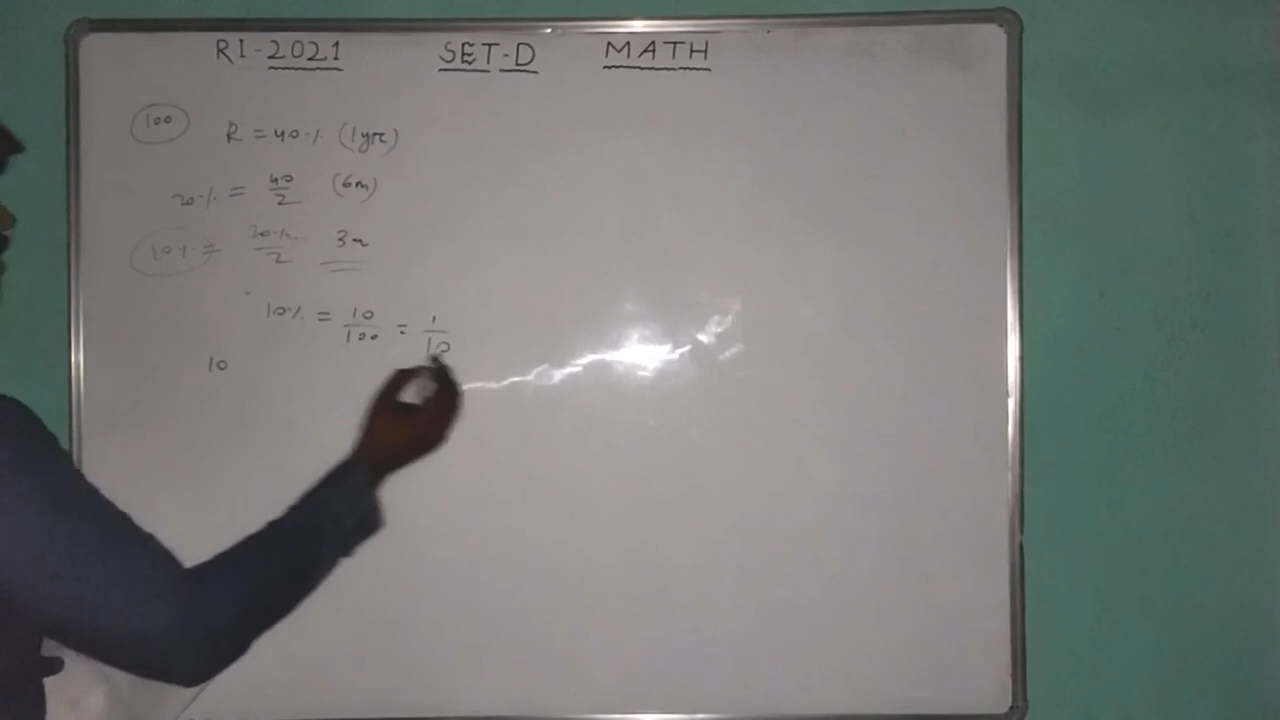 RI-2021 SET-D MATH
100 R = 40% (1yr)
20% = 40/2 (6m)
10% = 20%/2 3m
10% = 10/100 = 1/10
10